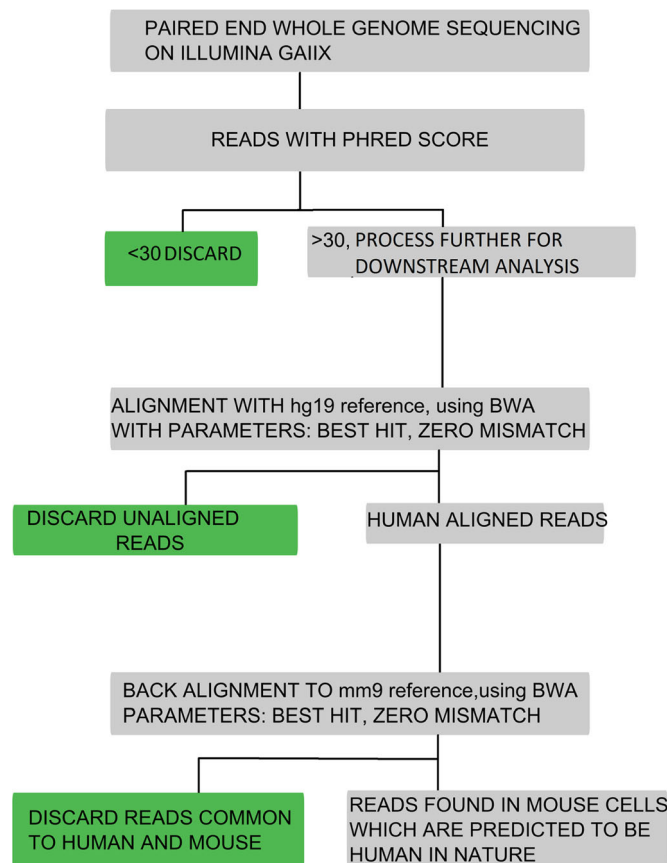 PAIRED END WHOLE GENOME SEQUENCING
ON ILLUMINA GAIIX
READS WITH PHRED SCORE
<30 DISCARD
>30, PROCESS FURTHER FOR
DOWNSTREAM ANALYSIS
ALIGNMENT WITH hg19 reference, using BWA
WITH PARAMETERS: BEST HIT, ZERO MISMATCH
DISCARD UNALIGNED
READS
HUMAN ALIGNED READS
BACK ALIGNMENT TO mm9 reference,using BWA
PARAMETERS: BEST HIT, ZERO MISMATCH
DISCARD READS COMMON
TO HUMAN AND MOUSE
READS FOUND IN MOUSE CELLS
WHICH ARE PREDICTED TO BE
HUMAN IN NATURE